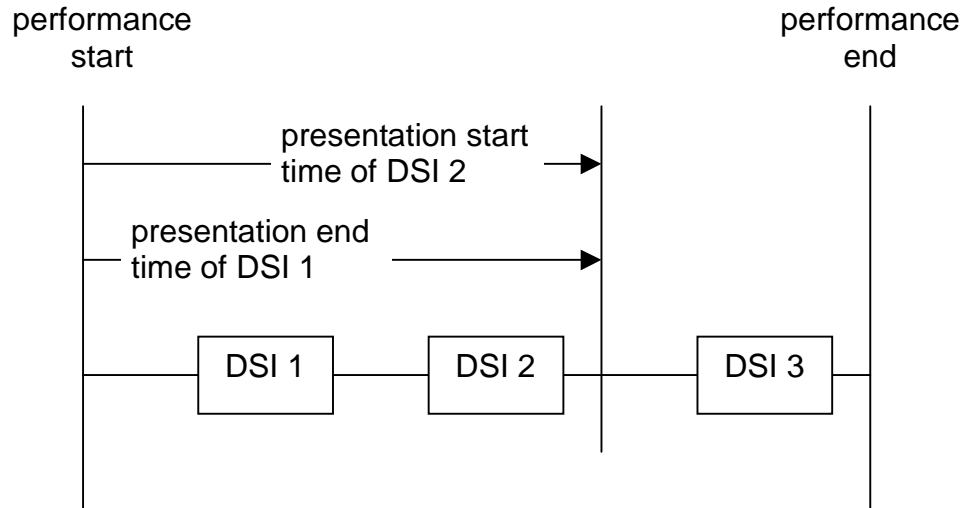 performance
start
performance
end
presentation start
time of DSI 2
presentation end
time of DSI 1
DSI 1
DSI 2
DSI 3